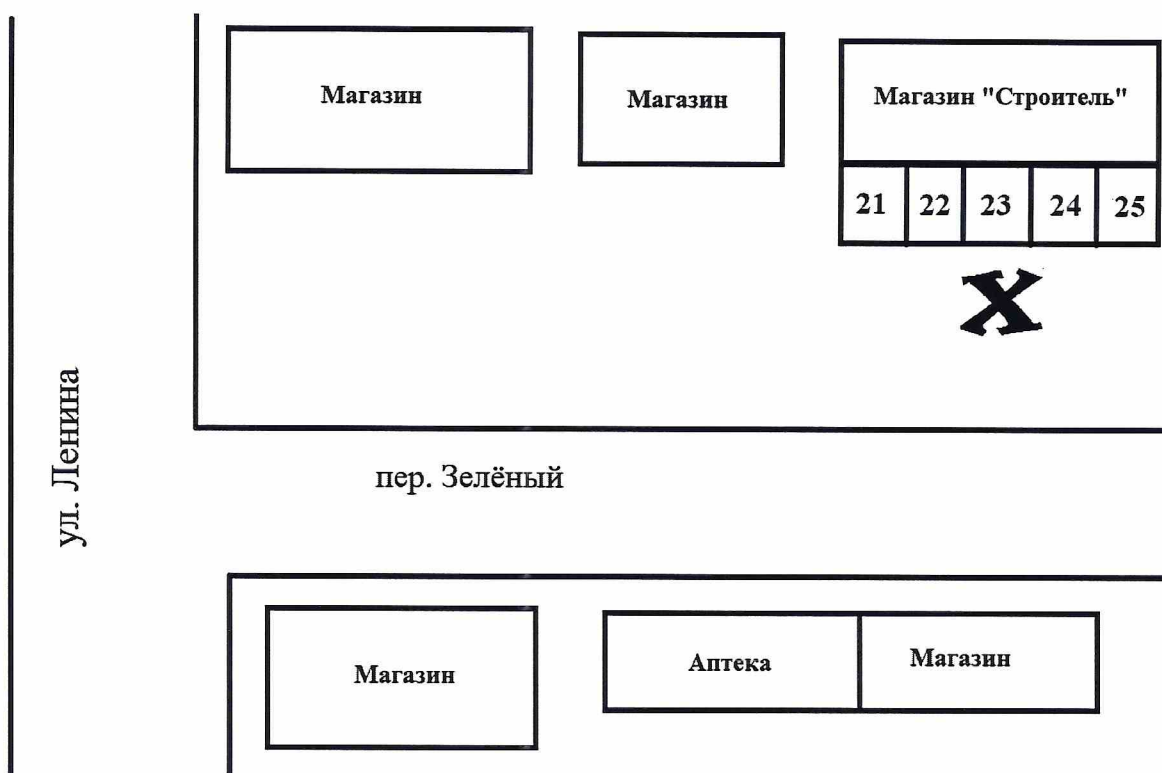 Магазин
Магазин
Магазин "Строитель"
21 22 23 24 25
X
ул. Ленина
пер. Зелёный
Магазин
Аптека
Магазин